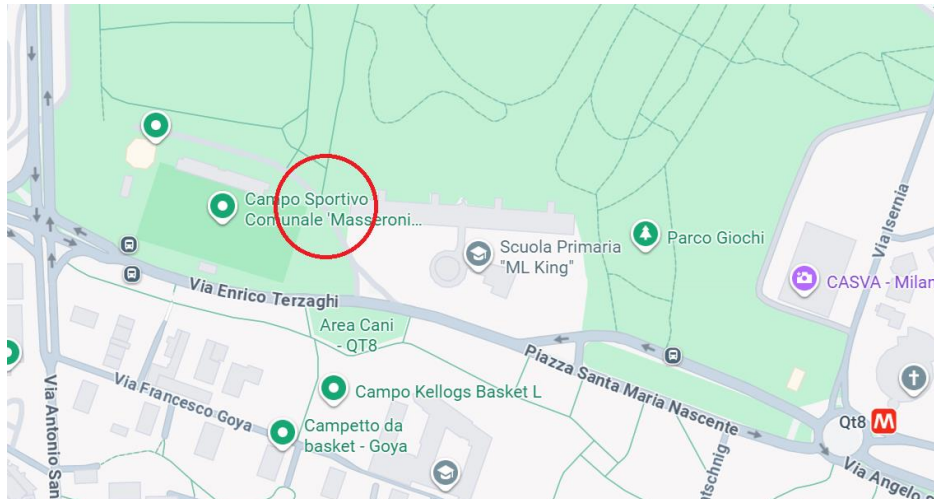 Campo Sportivo
Comunale 'Masseroni...
Scuola Primaria
"ML King"
Parco Giochi
Via Isernia
CASVA - Milan
Via Enrico Terzaghi
Area Cani
- QT8
Piazza Santa Maria Nascente
Via Francesco Goya
Campo Kellogs Basket L
Campetto da
basket - Goya
Via Antonio San
Qt8 M
tschnig
Via Angelo